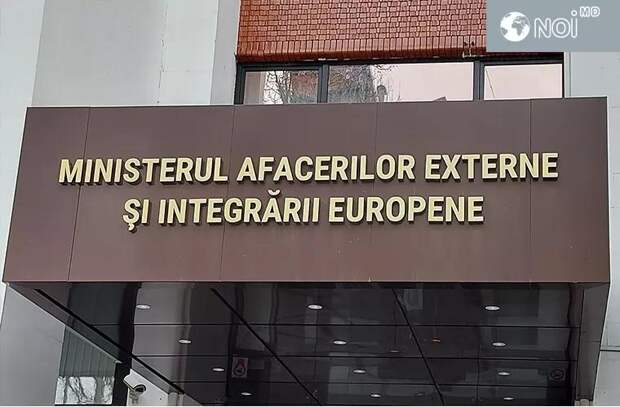 NOI MD
MINISTERUL AFACERILOR EXTERNE
ŞI INTEGRĂRII EUROPENE